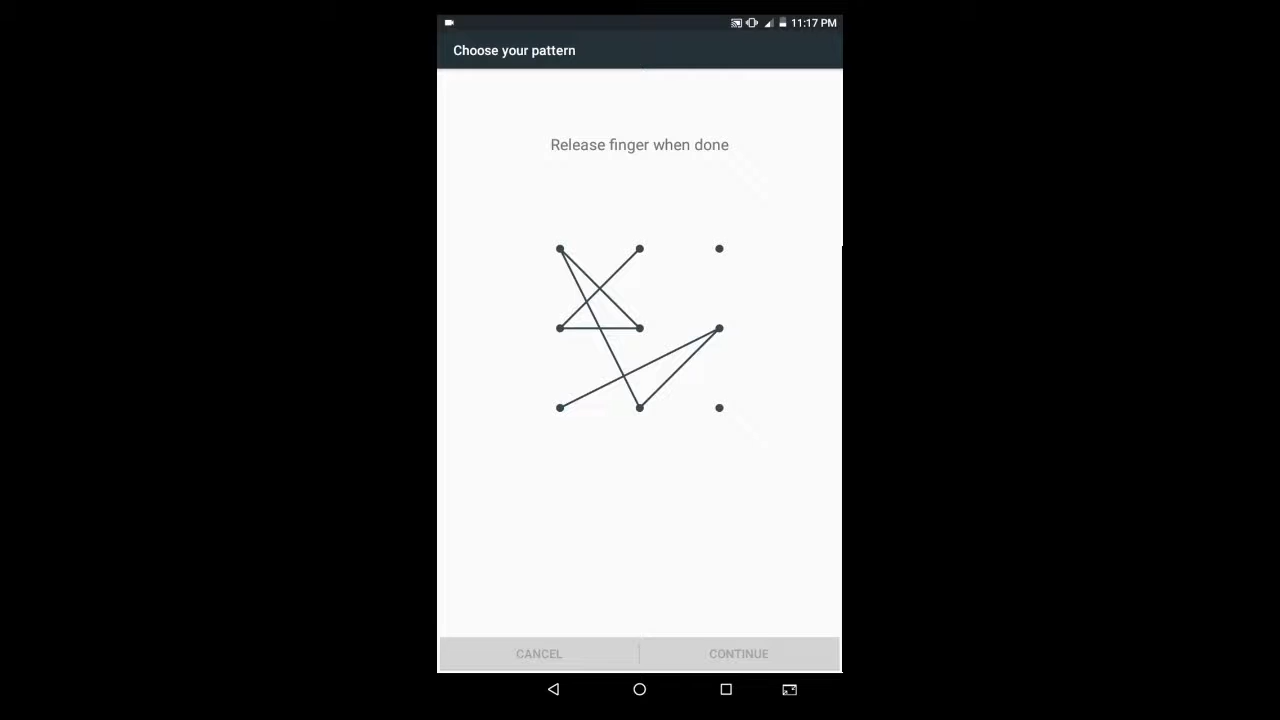 11:17 PM
Choose your pattern
Release finger when done
CANCEL
CONTINUE